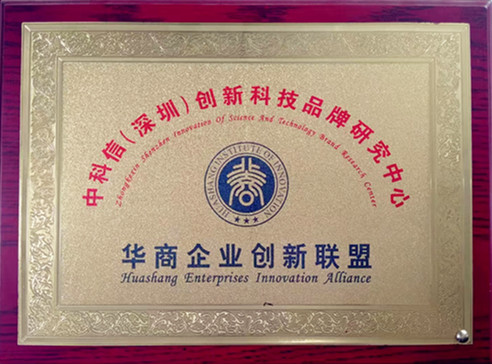 中科信(深圳)创新科技品牌研究中心
Zhongkexin Shenzhen Innovation Of Science And Technology Brand Research Center
HUASHANG INSTITUTE OF INNOVATION
华商企业创新联盟
Huashang Enterprises Innovation Alliance